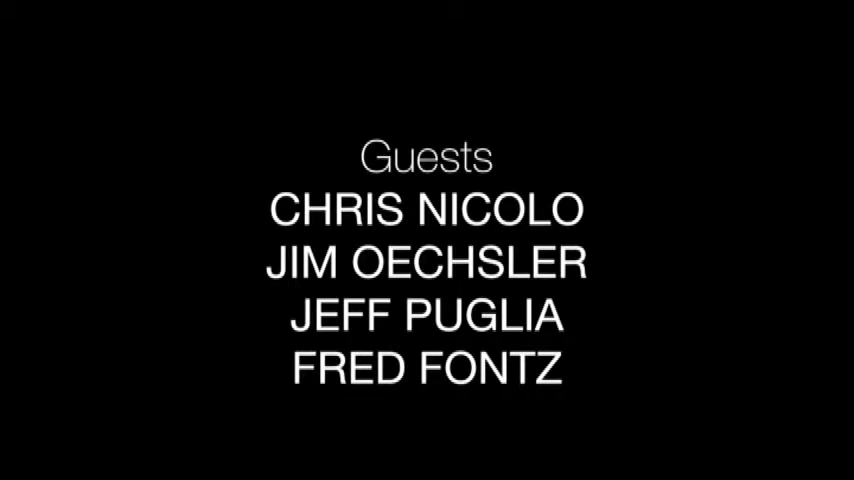 Guests
CHRIS NICOLO
JIM OECHSLER
JEFF PUGLIA
FRED FONTZ